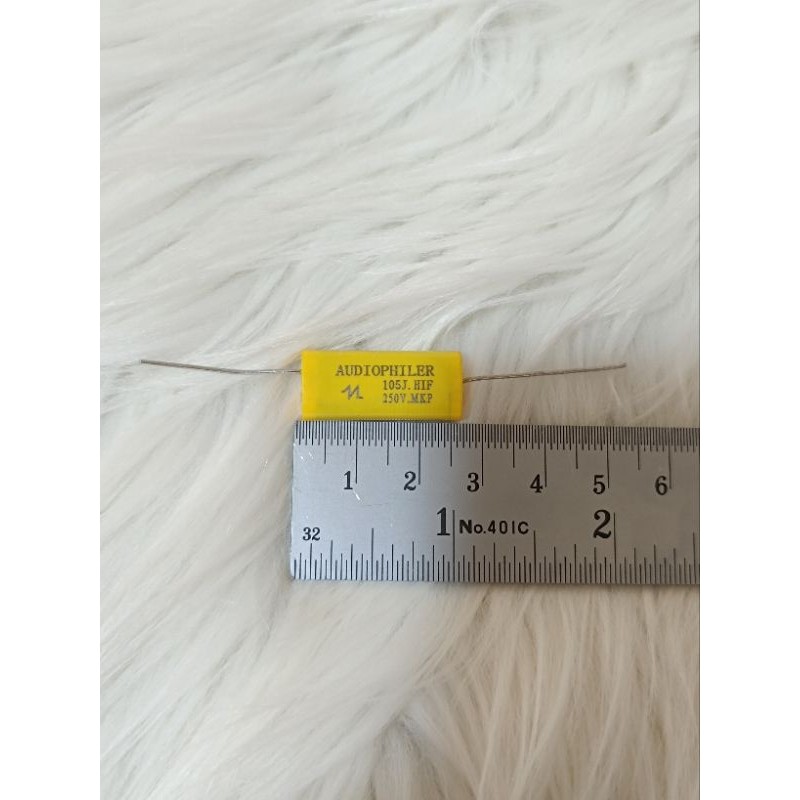 AUDIOPHILER
105J.HIF
250V.MKP
1 2 3 4 5 6
1 No.401C 2
32